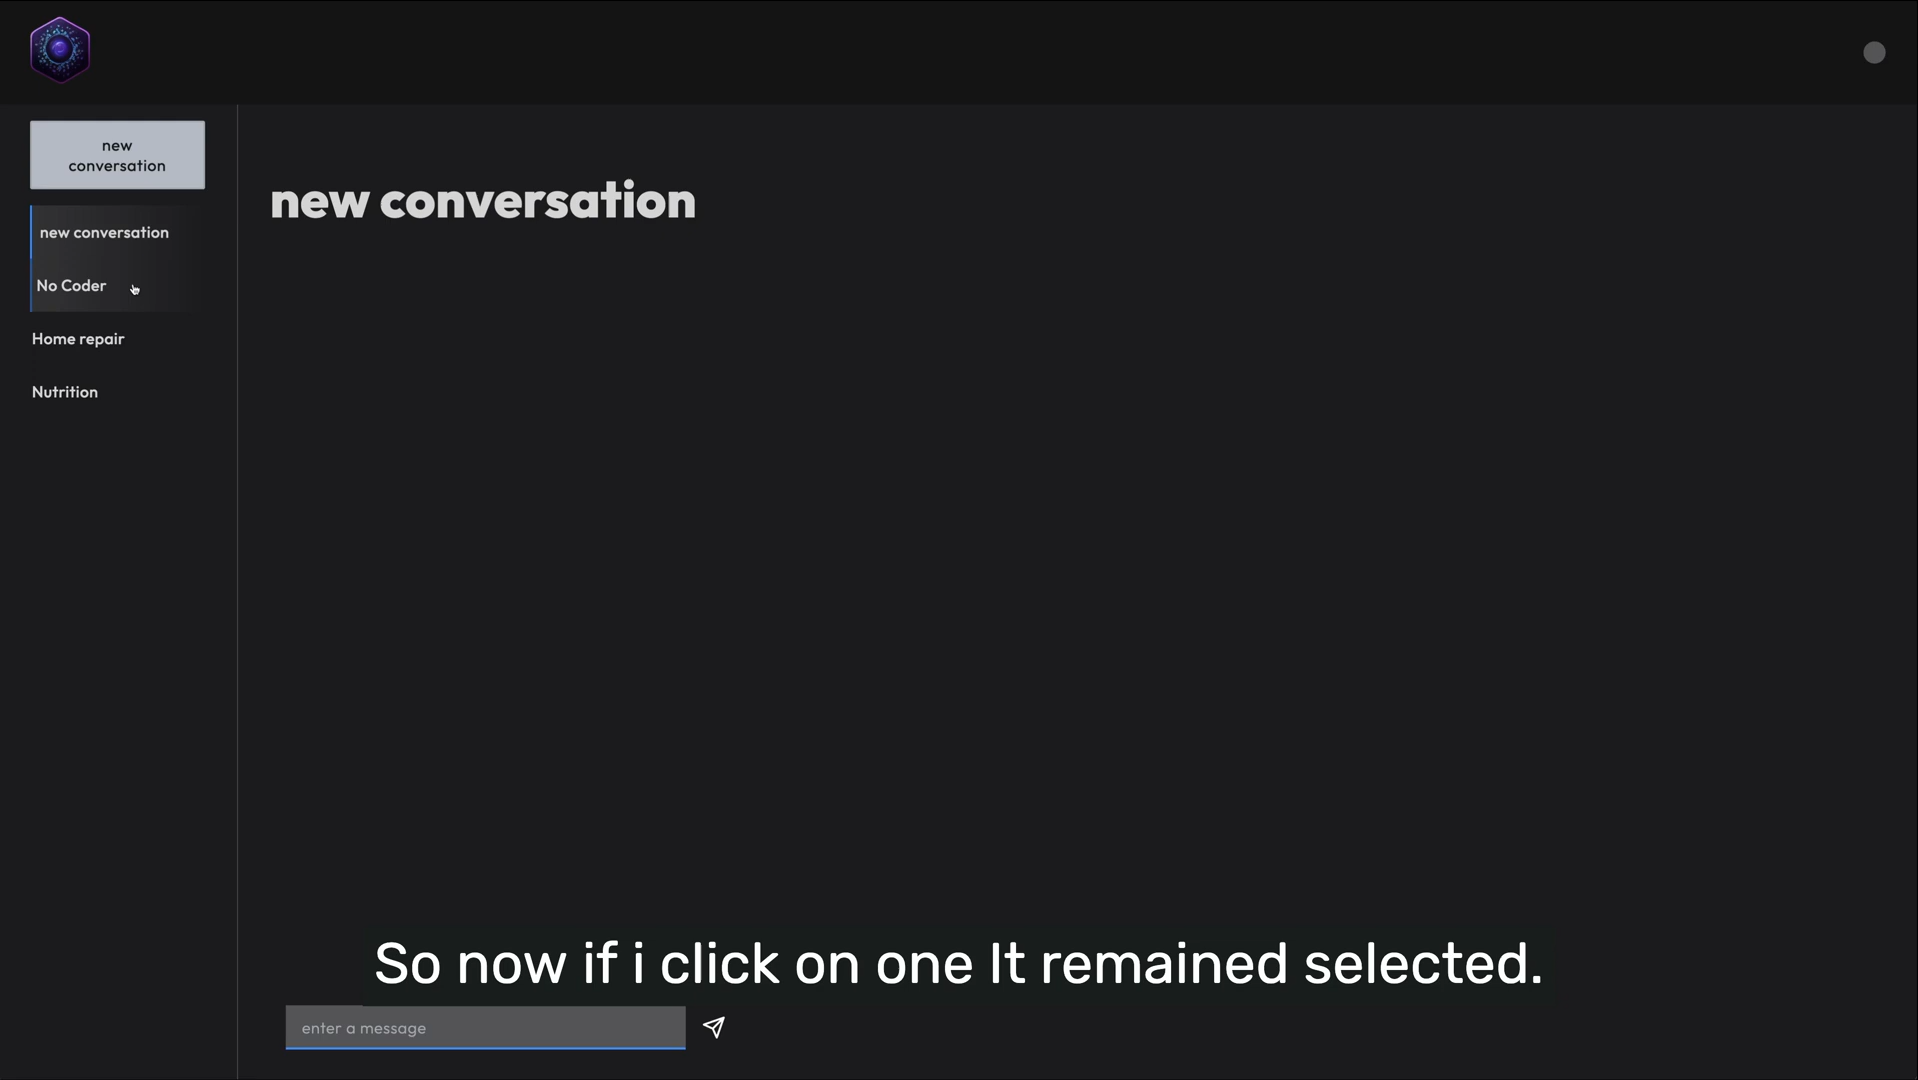 new
conversation
new conversation
new conversation
No Coder
Home repair
Nutrition
So now if i click on one It remained selected.
enter a message